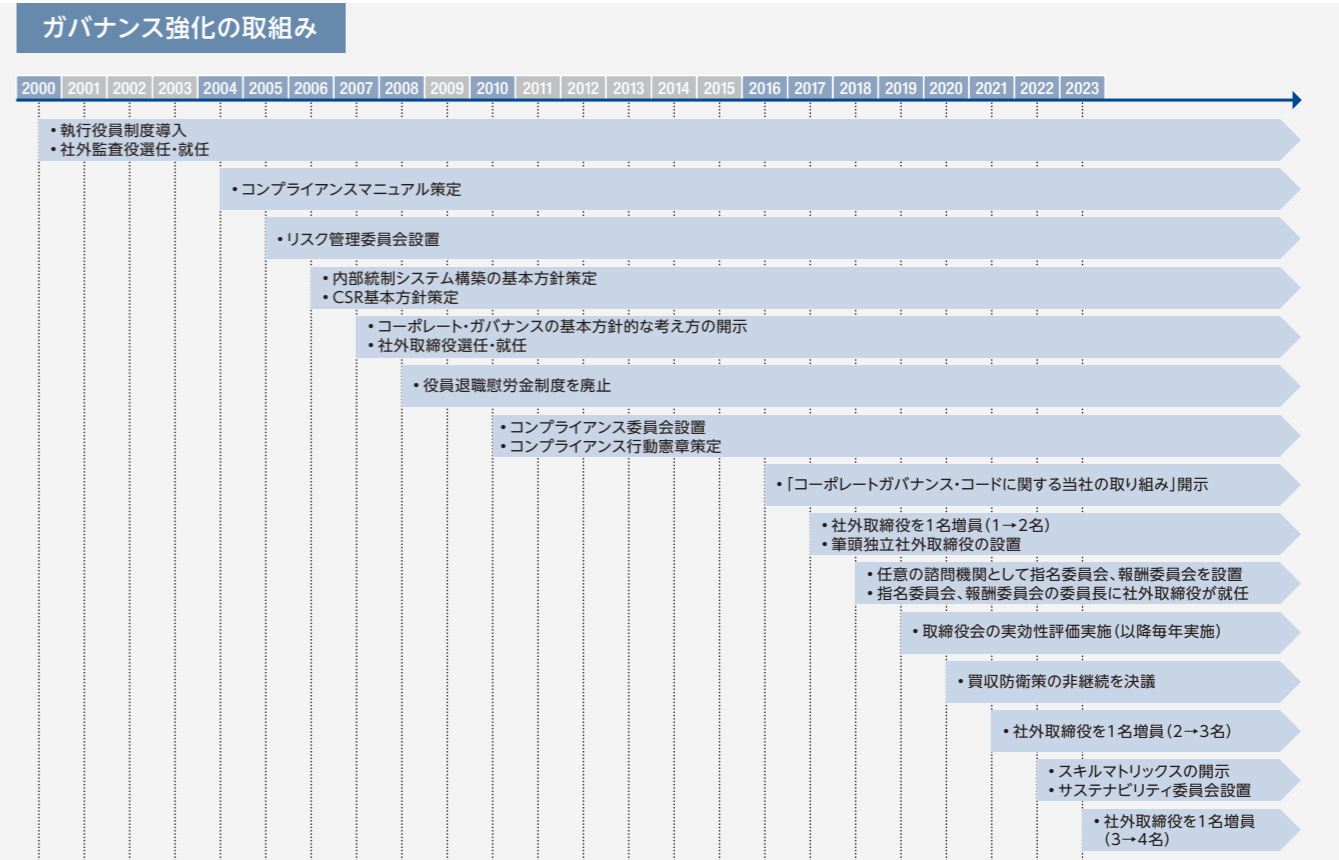 ガバナンス強化の取組み
2000 2001 2002 2003 2004 2005 2006 2007 2008 2009 2010 2011 2012 2013 2014 2015 2016 2017 2018 2019 2020 2021 2022 2023
・執行役員制度導入
・社外監査役選任・就任
・コンプライアンスマニュアル策定
・リスク管理委員会設置
・内部統制システム構築の基本方針策定
・CSR基本方針策定
・コーポレート・ガバナンスの基本方針的な考え方の開示
・社外取締役選任・就任
・役員退職慰労金制度を廃止
・コンプライアンス委員会設置
・コンプライアンス行動憲章策定
・「コーポレートガバナンス・コードに関する当社の取り組み」開示
・社外取締役を1名増員(1→2名)
・筆頭独立社外取締役の設置
・任意の諮問機関として指名委員会、報酬委員会を設置
・指名委員会、報酬委員会の委員長に社外取締役が就任
・取締役会の実効性評価実施(以降毎年実施)
・買収防衛策の非継続を決議
・社外取締役を1名増員(2→3名)
・スキルマトリックスの開示
・サステナビリティ委員会設置
・社外取締役を1名増員
(3→4名)